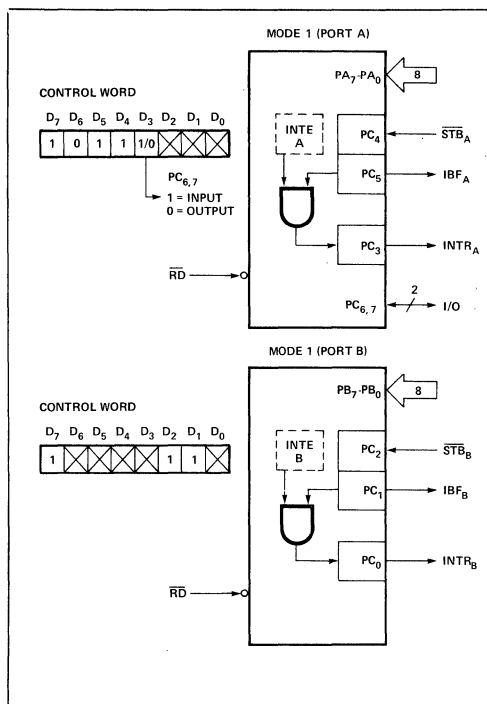 MODE 1 (PORT A)
PA7-PA0
8
CONTROL WORD
D7 D6 D5 D4 D3 D2 D1 D0
1 0 1 1 1/0
PC6,7
1 = INPUT
0 = OUTPUT
INTE
A
PC4
STBA
PC5
IBFA
PC3
INTRA
RD
PC6,7
2
I/O
MODE 1 (PORT B)
PB7-PB0
8
CONTROL WORD
D7 D6 D5 D4 D3 D2 D1 D0
1 1 1
INTE
B
PC2
STBB
PC1
IBFB
PC0
INTRB
RD